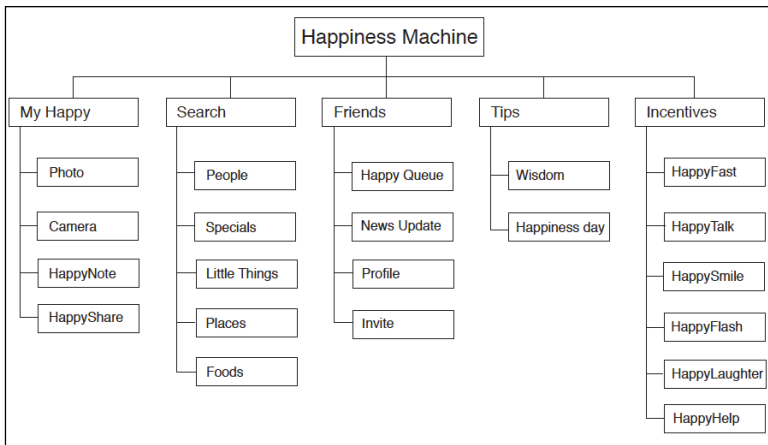 Happiness Machine
My Happy
Photo
Camera
HappyNote
HappyShare
Search
People
Specials
Little Things
Places
Foods
Friends
Happy Queue
News Update
Profile
Invite
Tips
Wisdom
Happiness day
Incentives
HappyFast
HappyTalk
HappySmile
HappyFlash
HappyLaughter
HappyHelp